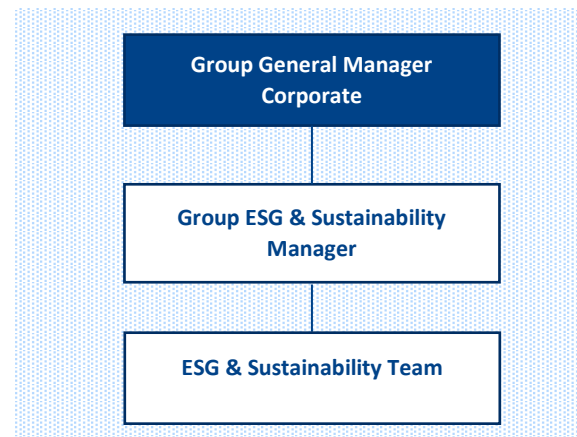 Group General Manager
Corporate
Group ESG & Sustainability
Manager
ESG & Sustainability Team